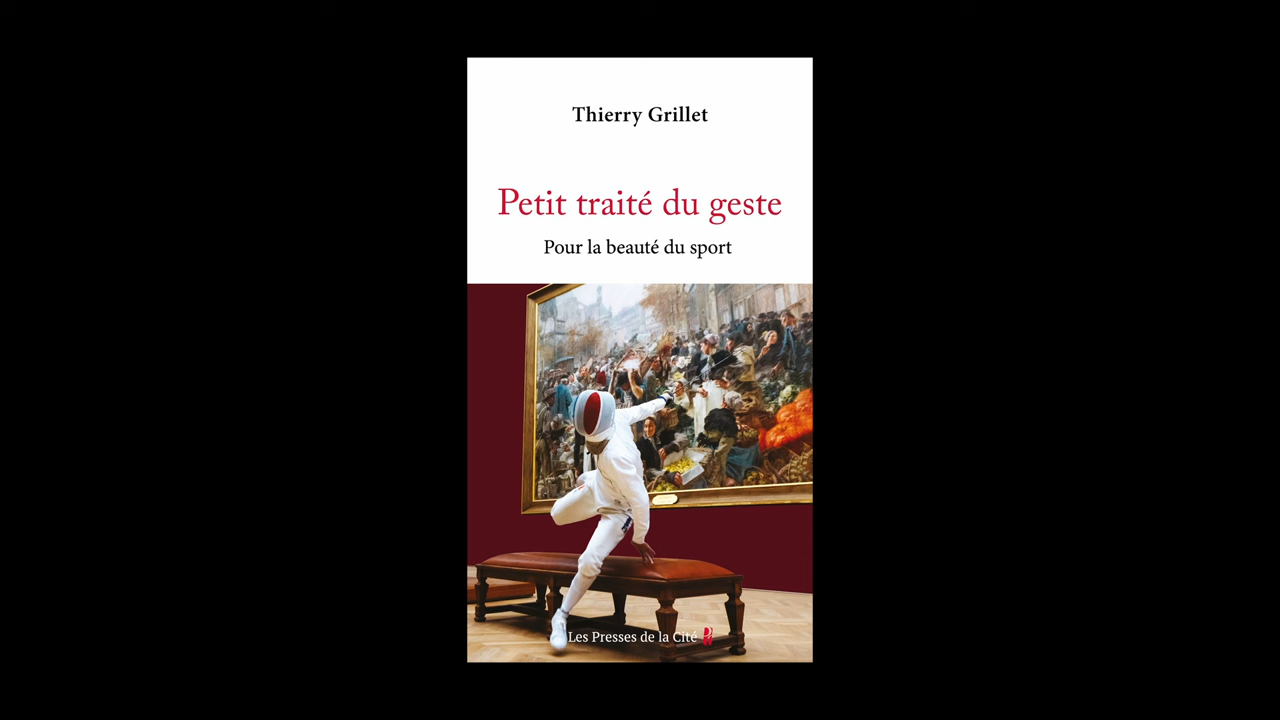 Thierry Grillet
Petit traité du geste
Pour la beauté du sport
Les Presses de la Cité